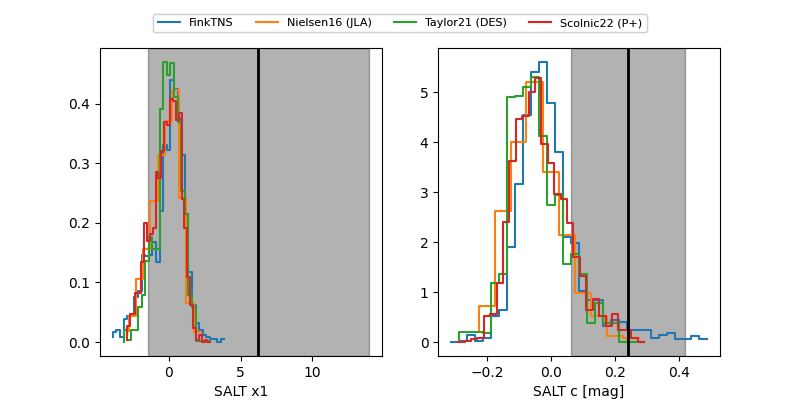 FinkTNS Nielsen16 (JLA) Taylor21 (DES) Scolnic22 (P+)
0.4
0.3
0.2
0.1
0.0
0 5 10
SALT x1
5
4
3
2
1
0
−0.2 0.0 0.2 0.4
SALT c [mag]